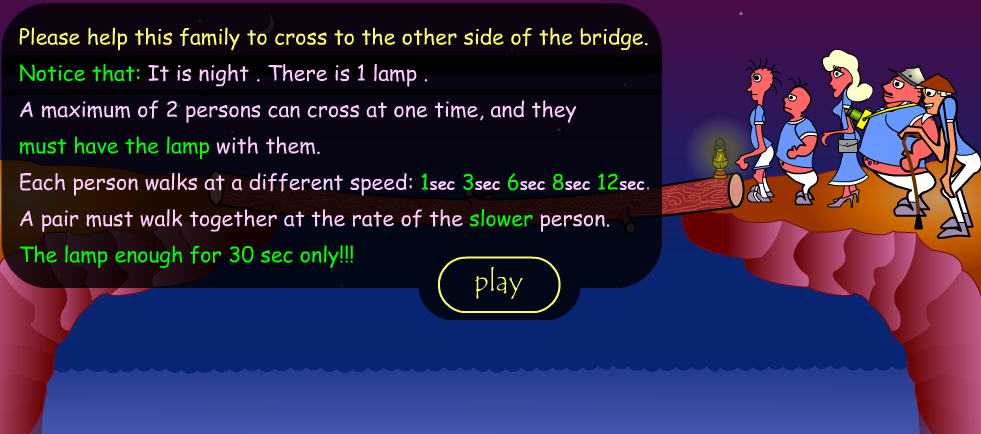 Please help this family to cross to the other side of the bridge.
Notice that: It is night . There is 1 lamp .
A maximum of 2 persons can cross at one time, and they
must have the lamp with them.
Each person walks at a different speed: 1sec 3sec 6sec 8sec 12sec.
A pair must walk together at the rate of the slower person.
The lamp enough for 30 sec only!!!
play